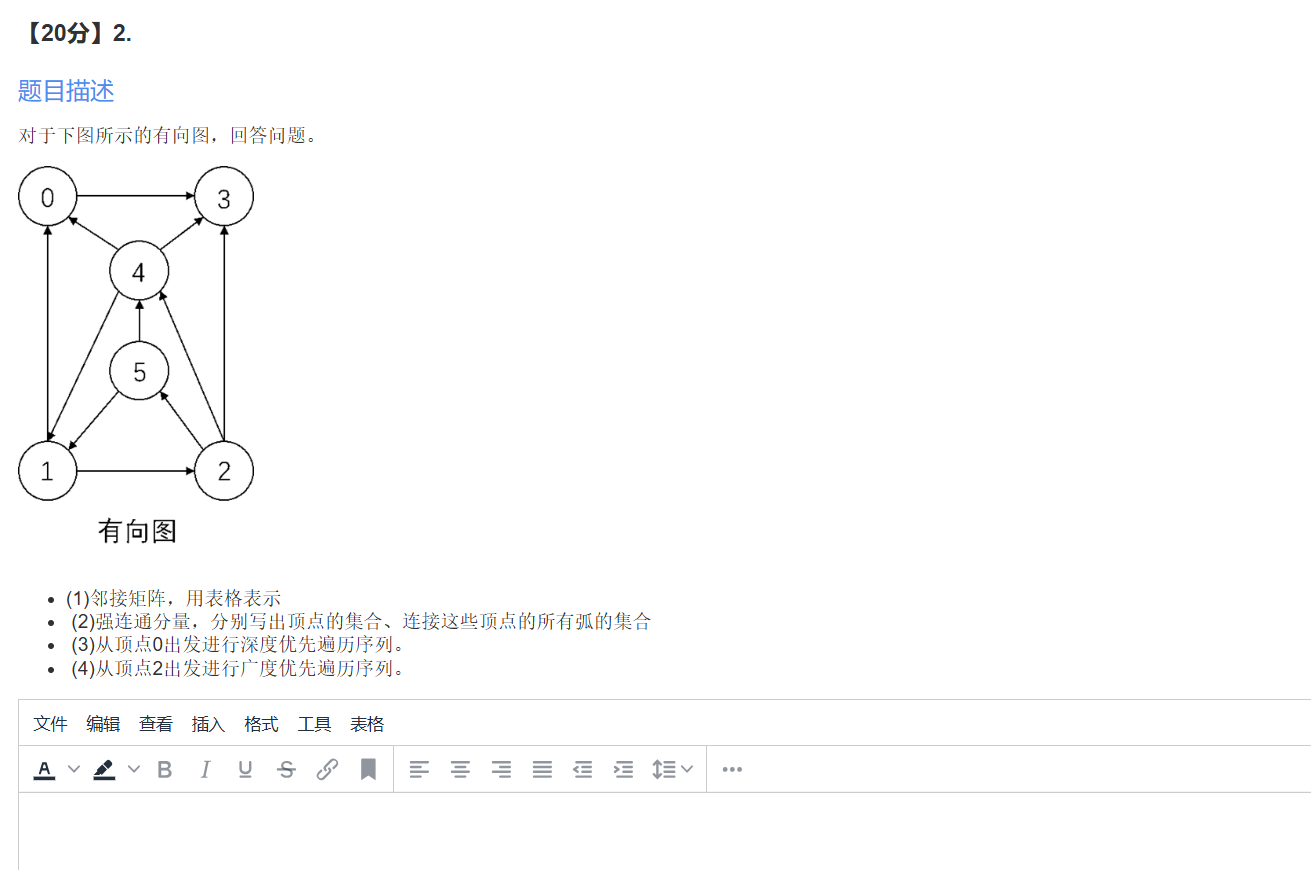 【20分】2.
题目描述
对于下图所示的有向图，回答问题。
0 3
4
5
1 2
有向图
(1)邻接矩阵，用表格表示
(2)强连通分量，分别写出顶点的集合、连接这些顶点的所有弧的集合
(3)从顶点0出发进行深度优先遍历序列。
(4)从顶点2出发进行广度优先遍历序列。
文件 编辑 查看 插入 格式 工具 表格
A B I U S